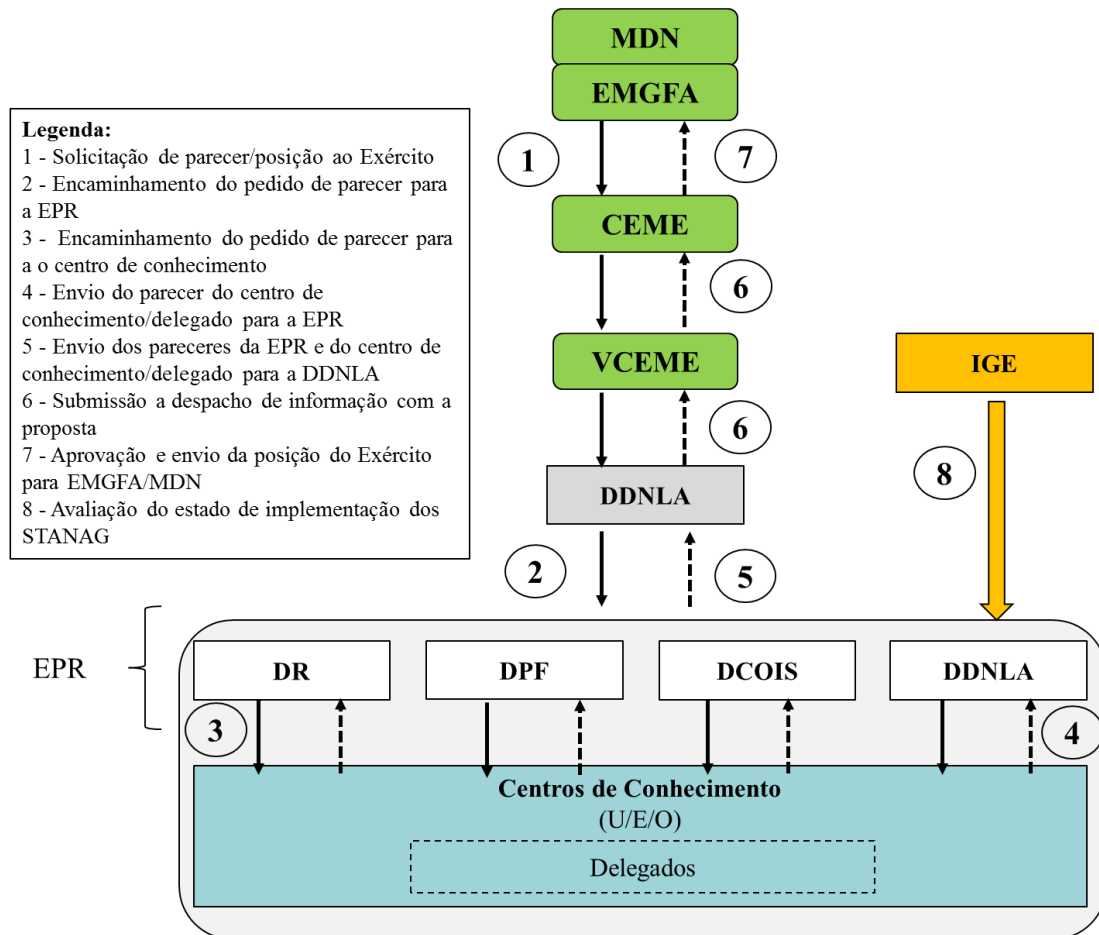 MDN
EMGFA
Legenda:
1 - Solicitação de parecer/posição ao Exército
2 - Encaminhamento do pedido de parecer para
a EPR
3 - Encaminhamento do pedido de parecer para
a o centro de conhecimento
4 - Envio do parecer do centro de
conhecimento/delegado para a EPR
5 - Envio dos pareceres da EPR e do centro de
conhecimento/delegado para a DDNLA
6 - Submissão a despacho de informação com a
proposta
7 - Aprovação e envio da posição do Exército
para EMGFA/MDN
8 - Avaliação do estado de implementação dos
STANAG
1
7
CEME
6
VCEME
IGE
6
8
DDNLA
2
5
EPR
DR
DPF
DCOIS
DDNLA
3
4
Centros de Conhecimento
(U/E/O)
Delegados